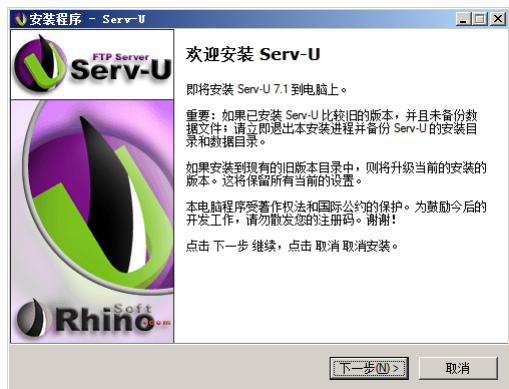 安装程序 - Serv-U
FTP Server
Serv-U
欢迎安装 Serv-U
即将安装 Serv-U 7.1 到电脑上。
重要：如果已安装 Serv-U 比较旧的版本，并且未备份数
据文件；请立即退出本安装进程并备份 Serv-U 的安装目
录和数据目录。
如果安装到现有的旧版本目录中，则将升级当前的安装的
版本。这将保留所有当前的设置。
本电脑程序受著作权法和国际公约的保护。为鼓励今后的
开发工作，请勿散发您的注册码。谢谢！
点击 下一步 继续，点击 取消 取消安装。
Soft
Rhino
.com
下一步(N) >
取消